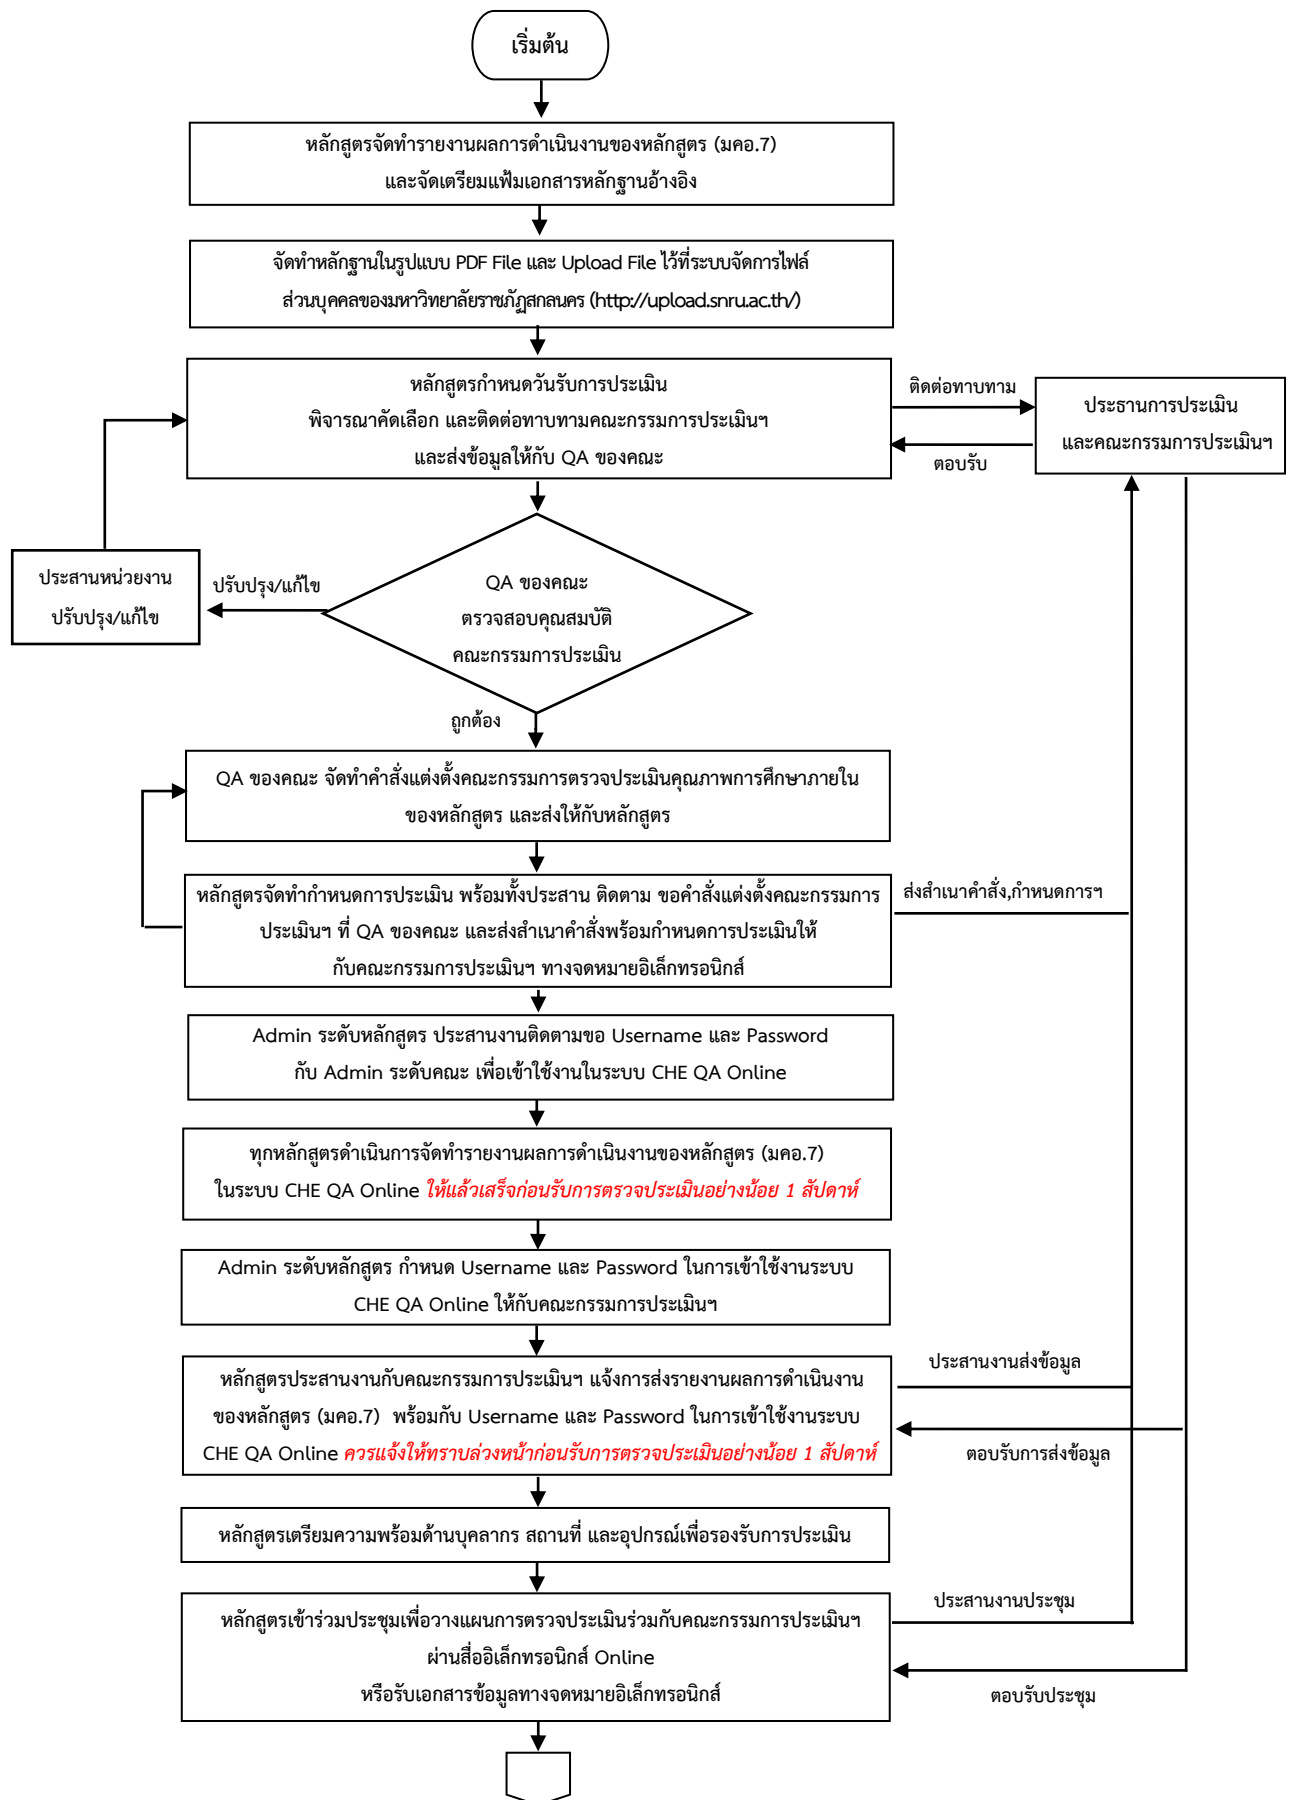 เริ่มต้น
หลักสูตรจัดทำรายงานผลการดำเนินงานของหลักสูตร (มคอ.7)
และจัดเตรียมแฟ้มเอกสารหลักฐานอ้างอิง
จัดทำหลักฐานในรูปแบบ PDF File และ Upload File ไว้ที่ระบบจัดการไฟล์
ส่วนบุคคลของมหาวิทยาลัยราชภัฏสกลนคร (http://upload.snru.ac.th/)
หลักสูตรกำหนดวันรับการประเมิน
พิจารณาคัดเลือก และติดต่อทาบทามคณะกรรมการประเมินฯ
และส่งข้อมูลให้กับ QA ของคณะ
ติดต่อทาบทาม
ตอบรับ
ประธานการประเมิน
และคณะกรรมการประเมินฯ
ประสานหน่วยงาน
ปรับปรุง/แก้ไข
ปรับปรุง/แก้ไข
QA ของคณะ
ตรวจสอบคุณสมบัติ
คณะกรรมการประเมิน
ถูกต้อง
QA ของคณะ จัดทำคำสั่งแต่งตั้งคณะกรรมการตรวจประเมินคุณภาพการศึกษาภายใน
ของหลักสูตร และส่งให้กับหลักสูตร
หลักสูตรจัดทำกำหนดการประเมิน พร้อมทั้งประสาน ติดตาม ขอคำสั่งแต่งตั้งคณะกรรมการ
ประเมินฯ ที่ QA ของคณะ และส่งสำเนาคำสั่งพร้อมกำหนดการประเมินให้
กับคณะกรรมการประเมินฯ ทางจดหมายอิเล็กทรอนิกส์
ส่งสำเนาคำสั่ง,กำหนดการฯ
Admin ระดับหลักสูตร ประสานงานติดตามขอ Username และ Password
กับ Admin ระดับคณะ เพื่อเข้าใช้งานในระบบ CHE QA Online
ทุกหลักสูตรดำเนินการจัดทำรายงานผลการดำเนินงานของหลักสูตร (มคอ.7)
ในระบบ CHE QA Online ให้แล้วเสร็จก่อนรับการตรวจประเมินอย่างน้อย 1 สัปดาห์
Admin ระดับหลักสูตร กำหนด Username และ Password ในการเข้าใช้งานระบบ
CHE QA Online ให้กับคณะกรรมการประเมินฯ
หลักสูตรประสานงานกับคณะกรรมการประเมินฯ แจ้งการส่งรายงานผลการดำเนินงาน
ของหลักสูตร (มคอ.7) พร้อมกับ Username และ Password ในการเข้าใช้งานระบบ
CHE QA Online ควรแจ้งให้ทราบล่วงหน้าก่อนรับการตรวจประเมินอย่างน้อย 1 สัปดาห์
ประสานงานส่งข้อมูล
ตอบรับการส่งข้อมูล
หลักสูตรเตรียมความพร้อมด้านบุคลากร สถานที่ และอุปกรณ์เพื่อรองรับการประเมิน
หลักสูตรเข้าร่วมประชุมเพื่อวางแผนการตรวจประเมินร่วมกับคณะกรรมการประเมินฯ
ผ่านสื่ออิเล็กทรอนิกส์ Online
หรือรับเอกสารข้อมูลทางจดหมายอิเล็กทรอนิกส์
ประสานงานประชุม
ตอบรับประชุม